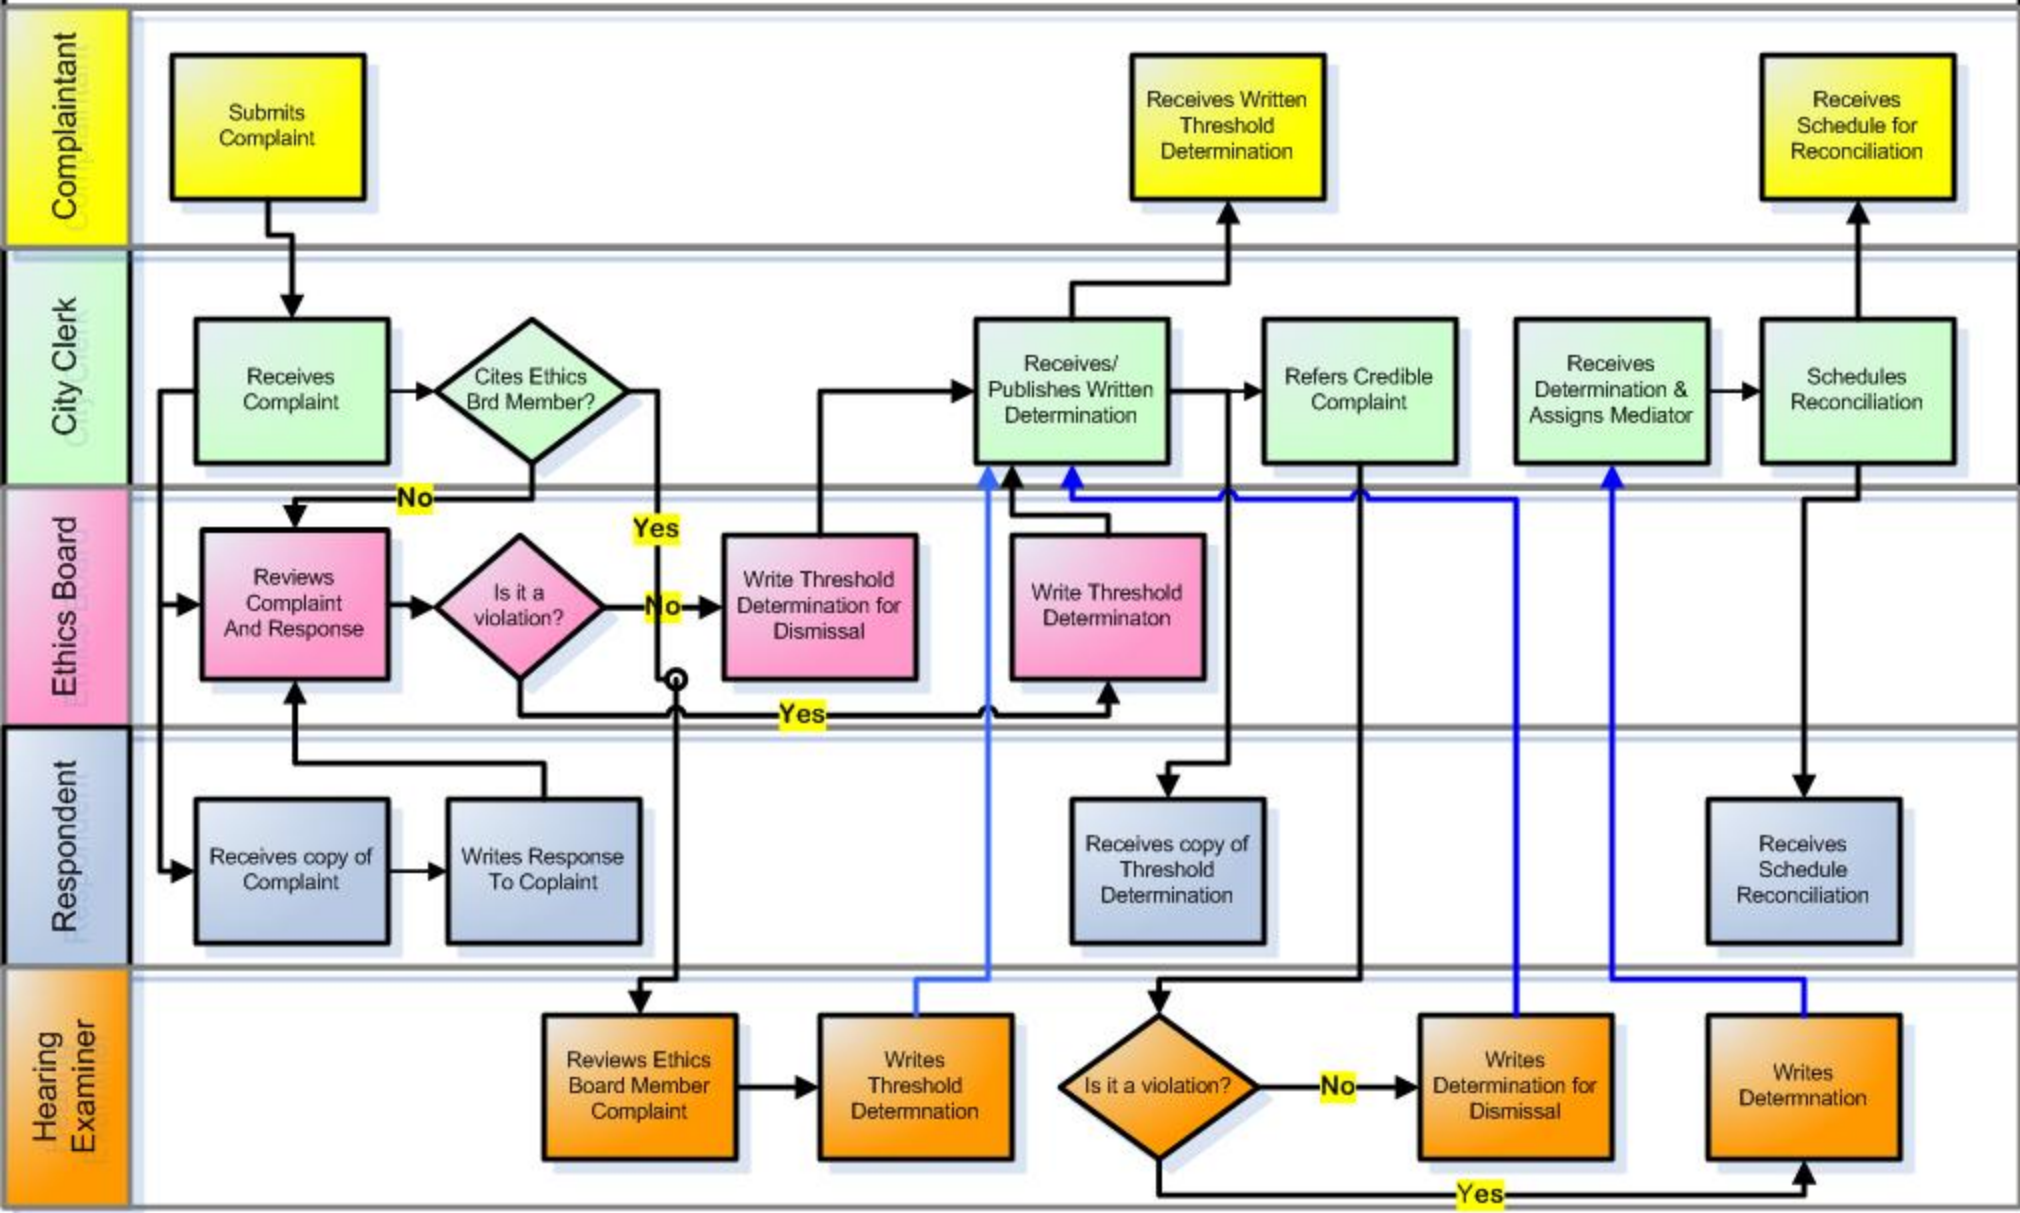 Complaintant
Submits
Complaint
Receives Written
Threshold
Determination
Receives
Schedule for
Reconciliation
City Clerk
Receives
Complaint
Cites Ethics
Brd Member?
Receives/
Publishes Written
Determination
Refers Credible
Complaint
Receives
Determination &
Assigns Mediator
Schedules
Reconciliation
No
Yes
Ethics Board
Reviews
Complaint
And Response
Is it a
violation?
No
Write Threshold
Determination for
Dismissal
Write Threshold
Determinaton
Yes
Respondent
Receives copy of
Complaint
Writes Response
To Coplaint
Receives copy of
Threshold
Determination
Receives
Schedule
Reconciliation
Hearing
Examiner
Reviews Ethics
Board Member
Complaint
Writes
Threshold
Determnation
Is it a violation?
No
Writes
Determination for
Dismissal
Writes
Determnation
Yes